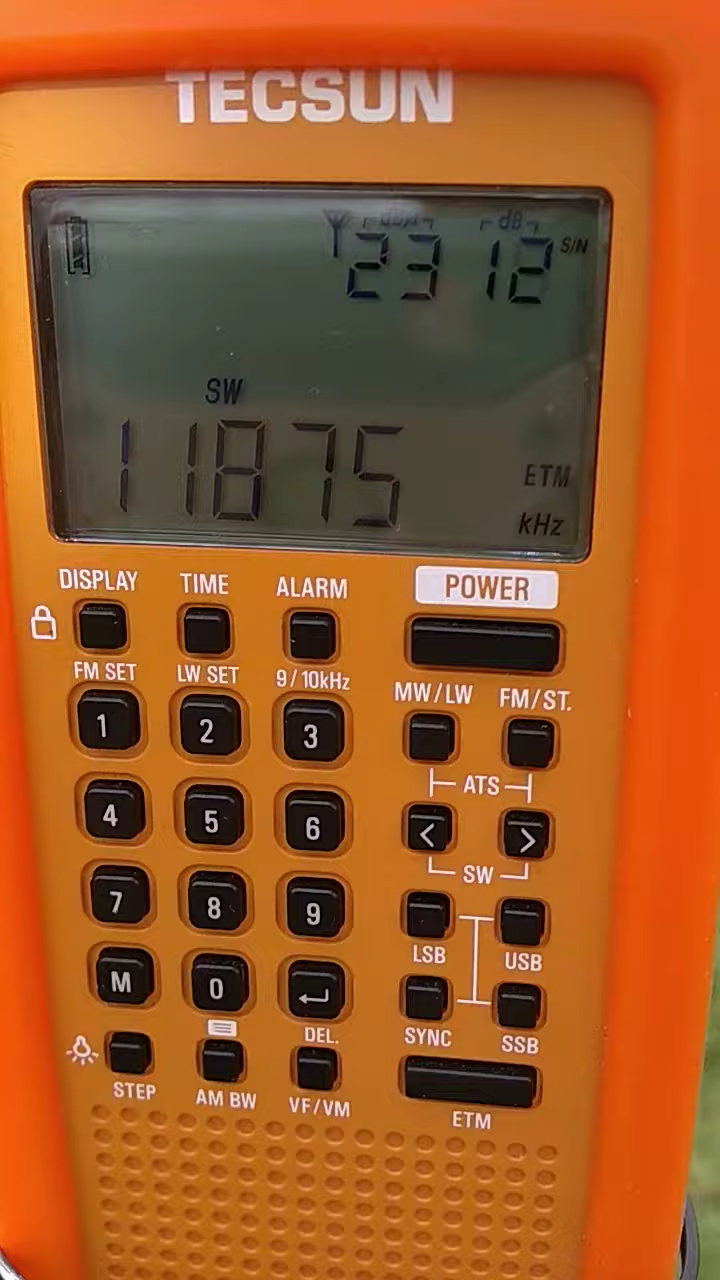 TECSUN
dBμ dB
23 12 S/N
SW
11875 ETM
kHz
DISPLAY TIME ALARM POWER
FM SET LW SET 9/10kHz
MW/LW FM/ST.
1 2 3
ATS
4 5 6 < >
SW
7 8 9
LSB USB
M 0
SYNC SSB
DEL.
STEP AM BW VF/VM
ETM